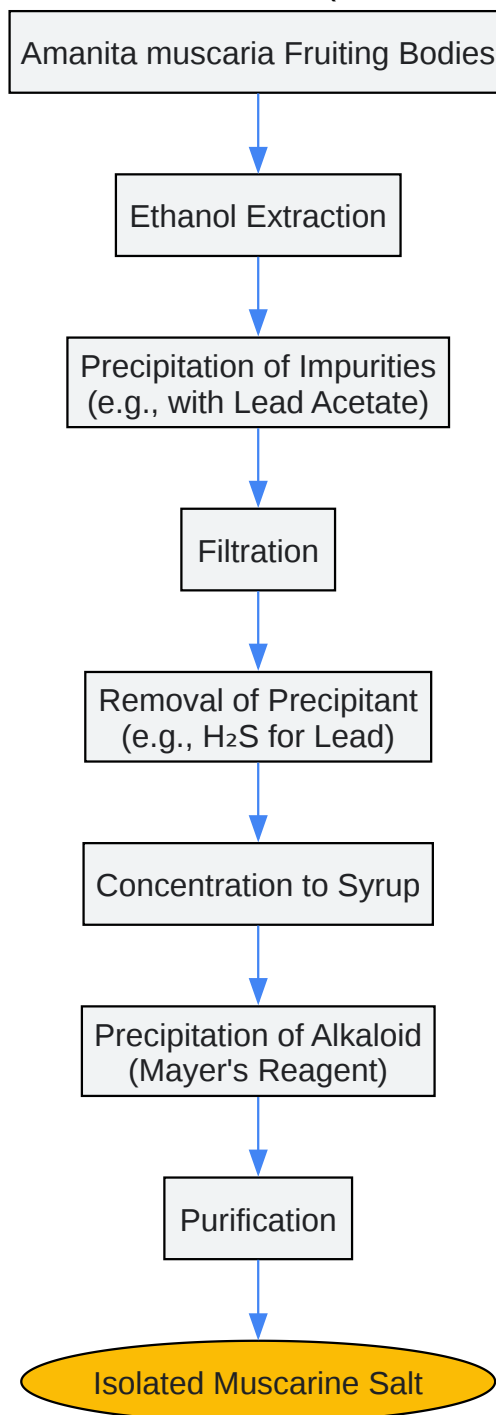 Amanita muscaria Fruiting Bodies
Ethanol Extraction
Precipitation of Impurities
(e.g., with Lead Acetate)
Filtration
Removal of Precipitant
(e.g., H₂S for Lead)
Concentration to Syrup
Precipitation of Alkaloid
(Mayer's Reagent)
Purification
Isolated Muscarine Salt